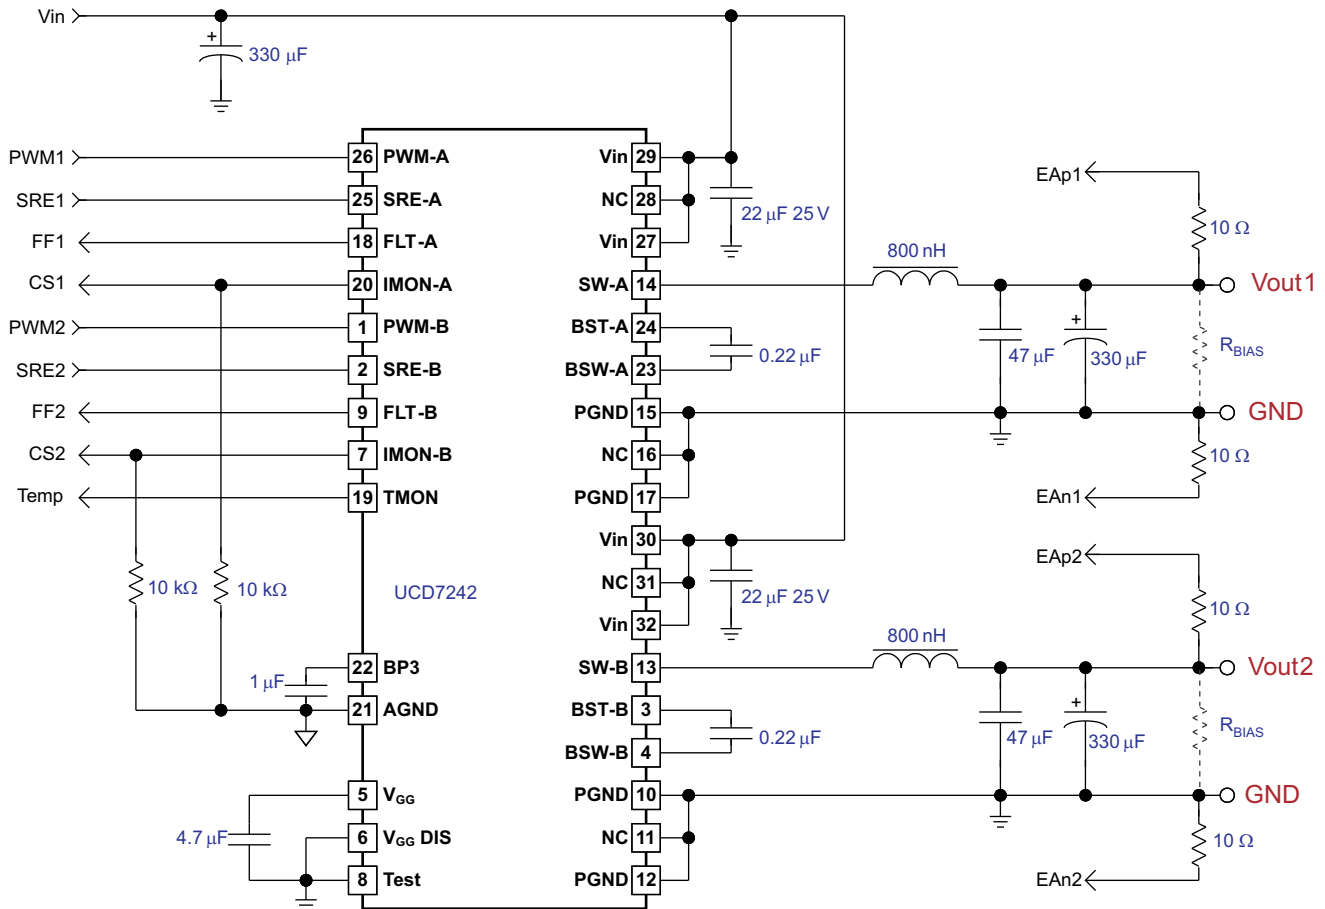 Vin
+
330 μF
PWM1
26 PWM-A
Vin 29
SRE1
25 SRE-A
NC 28
22 μF 25 V
FF1
18 FLT-A
Vin 27
CS1
20 IMON-A
SW-A 14
800 nH
EAp1
10 Ω
Vout1
PWM2
1 PWM-B
BST-A 24
0.22 μF
SRE2
2 SRE-B
BSW-A 23
47 μF
+
330 μF
RBIAS
FF2
9 FLT-B
PGND 15
GND
CS2
7 IMON-B
NC 16
10 Ω
Temp
19 TMON
PGND 17
EAn1
Vin 30
EAp2
10 kΩ
10 kΩ
UCD7242
NC 31
22 μF 25 V
10 Ω
Vin 32
800 nH
22 BP3
SW-B 13
Vout2
1 μF
21 AGND
BST-B 3
0.22 μF
BSW-B 4
47 μF
+
330 μF
RBIAS
5 VGG
PGND 10
GND
4.7 μF
6 VGG DIS
NC 11
10 Ω
8 Test
PGND 12
EAn2